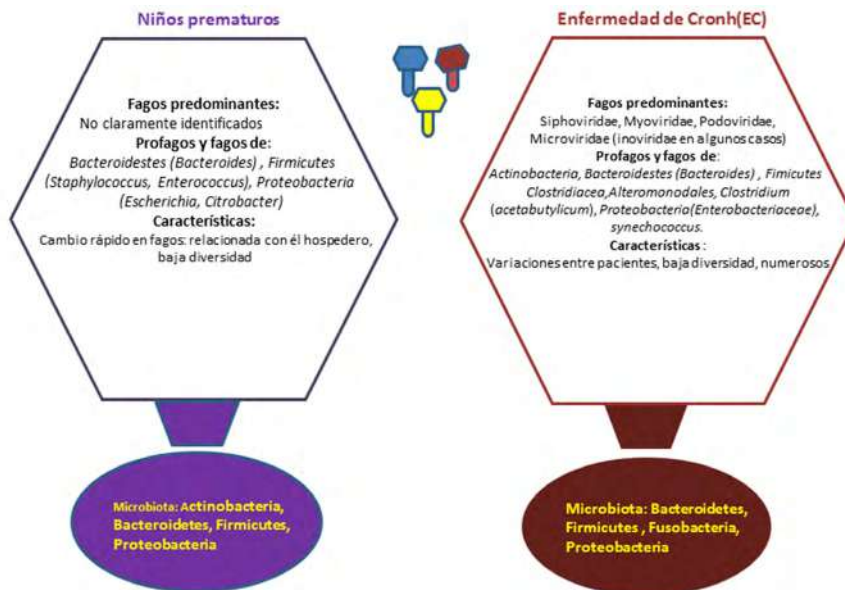 Niños prematuros
Fagos predominantes:
No claramente identificados
Profagos y fagos de:
Bacteroidestes (Bacteroides) , Firmicutes
(Staphylococcus, Enterococcus), Proteobacteria
(Escherichia, Citrobacter)
Características:
Cambio rápido en fagos: relacionada con él hospedero,
baja diversidad
Microbiota: Actinobacteria,
Bacteroidetes, Firmicutes,
Proteobacteria
Enfermedad de Cronh(EC)
Fagos predominantes:
Siphoviridae, Myoviridae, Podoviridae,
Microviridae (inoviridae en algunos casos)
Profagos y fagos de:
Actinobacteria, Bacteroidestes (Bacteroides) , Fimicutes
Clostridiacea,Alteromonodales, Clostridium
(acetabutylicum), Proteobacteria(Enterobacteriaceae),
synechococcus.
Características :
Variaciones entre pacientes, baja diversidad, numerosos
Microbiota: Bacteroidetes,
Firmicutes , Fusobacteria,
Proteobacteria